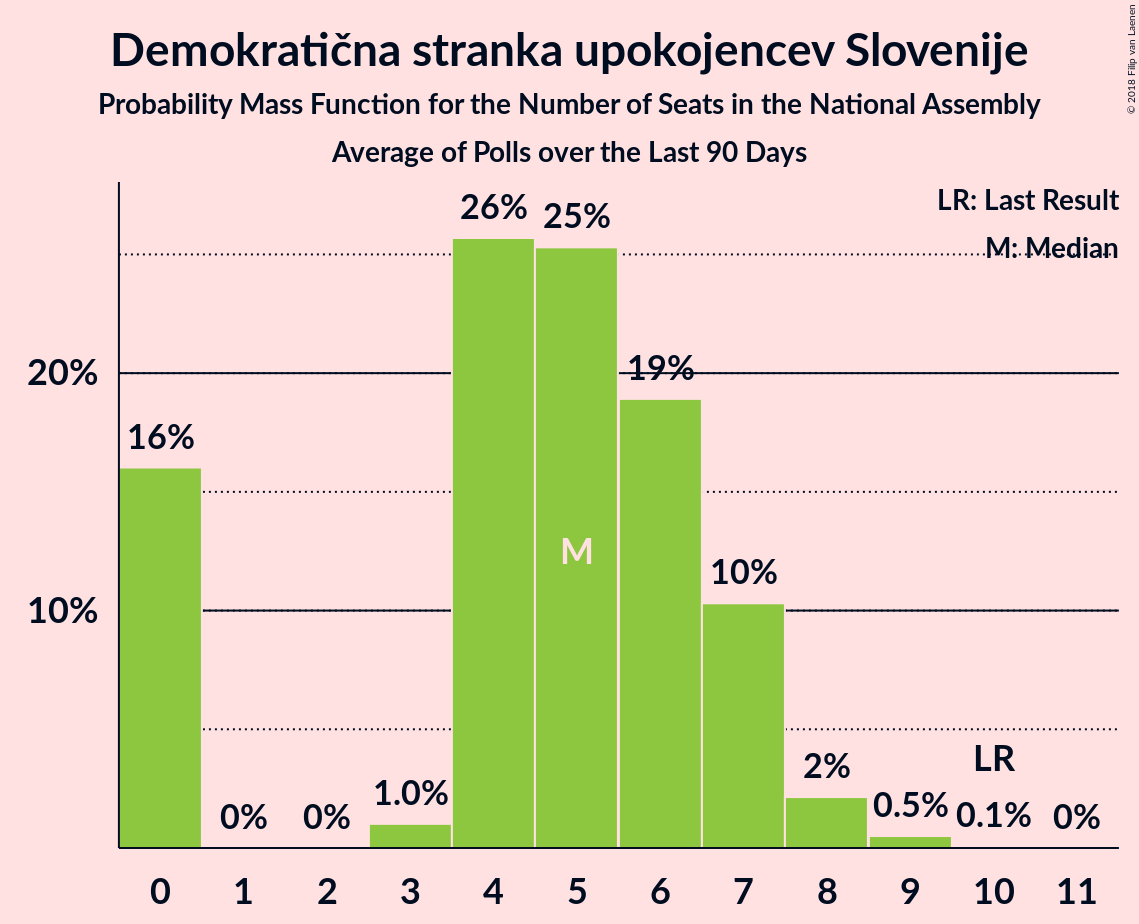 Demokratična stranka upokojencev Slovenije
Probability Mass Function for the Number of Seats in the National Assembly
Average of Polls over the Last 90 Days
© 2018 Filip van Laenen
LR: Last Result
M: Median
26%
25%
20%
19%
16%
M
10%
10%
LR
2%
1.0%
0.5%
0.1%
0%
0%
0%
0 1 2 3 4 5 6 7 8 9 10 11